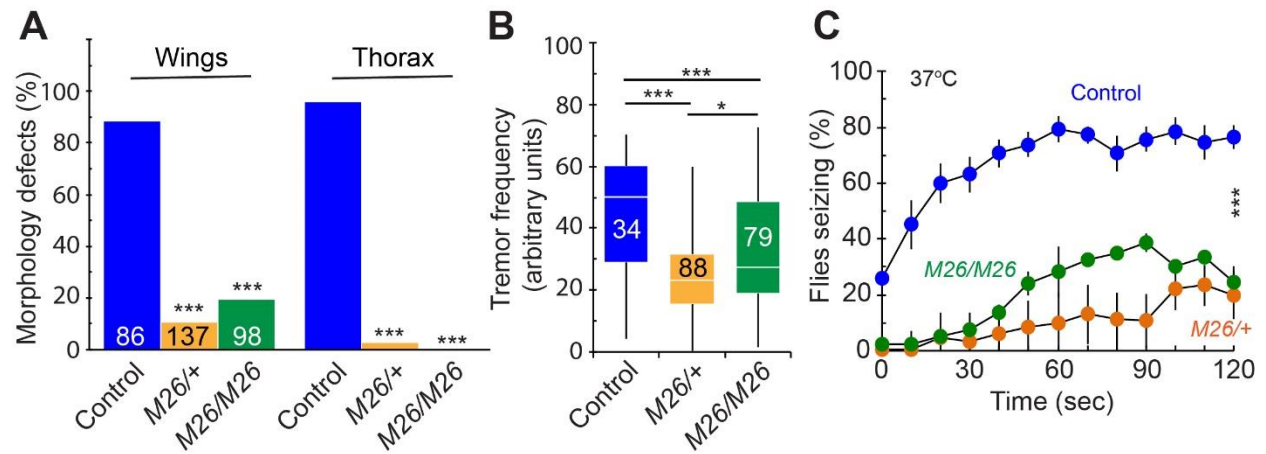 A
Morphology defects (%)
100
80
60
40
20
0
Wings
Thorax
86
137
98
***
***
***
***
Control
M26/+
M26/M26
Control
M26/+
M26/M26
B
Tremor frequency
(arbitrary units)
100
80
60
40
20
0
***
***
*
34
88
79
Control
M26/+
M26/M26
C
Flies seizing (%)
100
80
60
40
20
0
37°C
Control
M26/M26
M26/+
***
0
30
60
90
120
Time (sec)